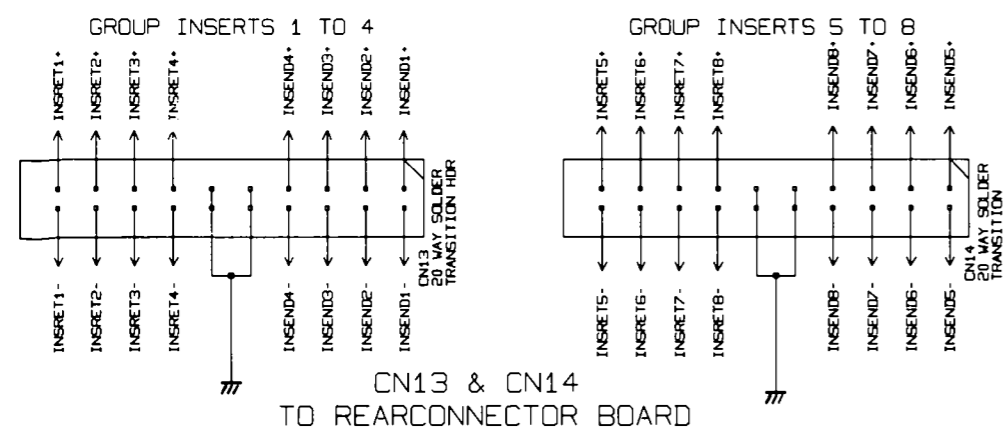 GROUP INSERTS 1 TO 4
INSRET1+
INSRET2+
INSRET3+
INSRET4+
INSEND4+
INSEND3+
INSEND2+
INSEND1+
INSRET1-
INSRET2-
INSRET3-
INSRET4-
INSEND4-
INSEND3-
INSEND2-
INSEND1-
CN13
20 WAY SOLDER
TRANSITION HDR
GROUP INSERTS 5 TO 8
INSRET5+
INSRET6+
INSRET7+
INSRET8+
INSEND8+
INSEND7+
INSEND6+
INSEND5+
INSRET5-
INSRET6-
INSRET7-
INSRET8-
INSEND8-
INSEND7-
INSEND6-
INSEND5-
CN14
20 WAY SOLDER
TRANSITION
CN13 & CN14
TO REARCONNECTOR BOARD